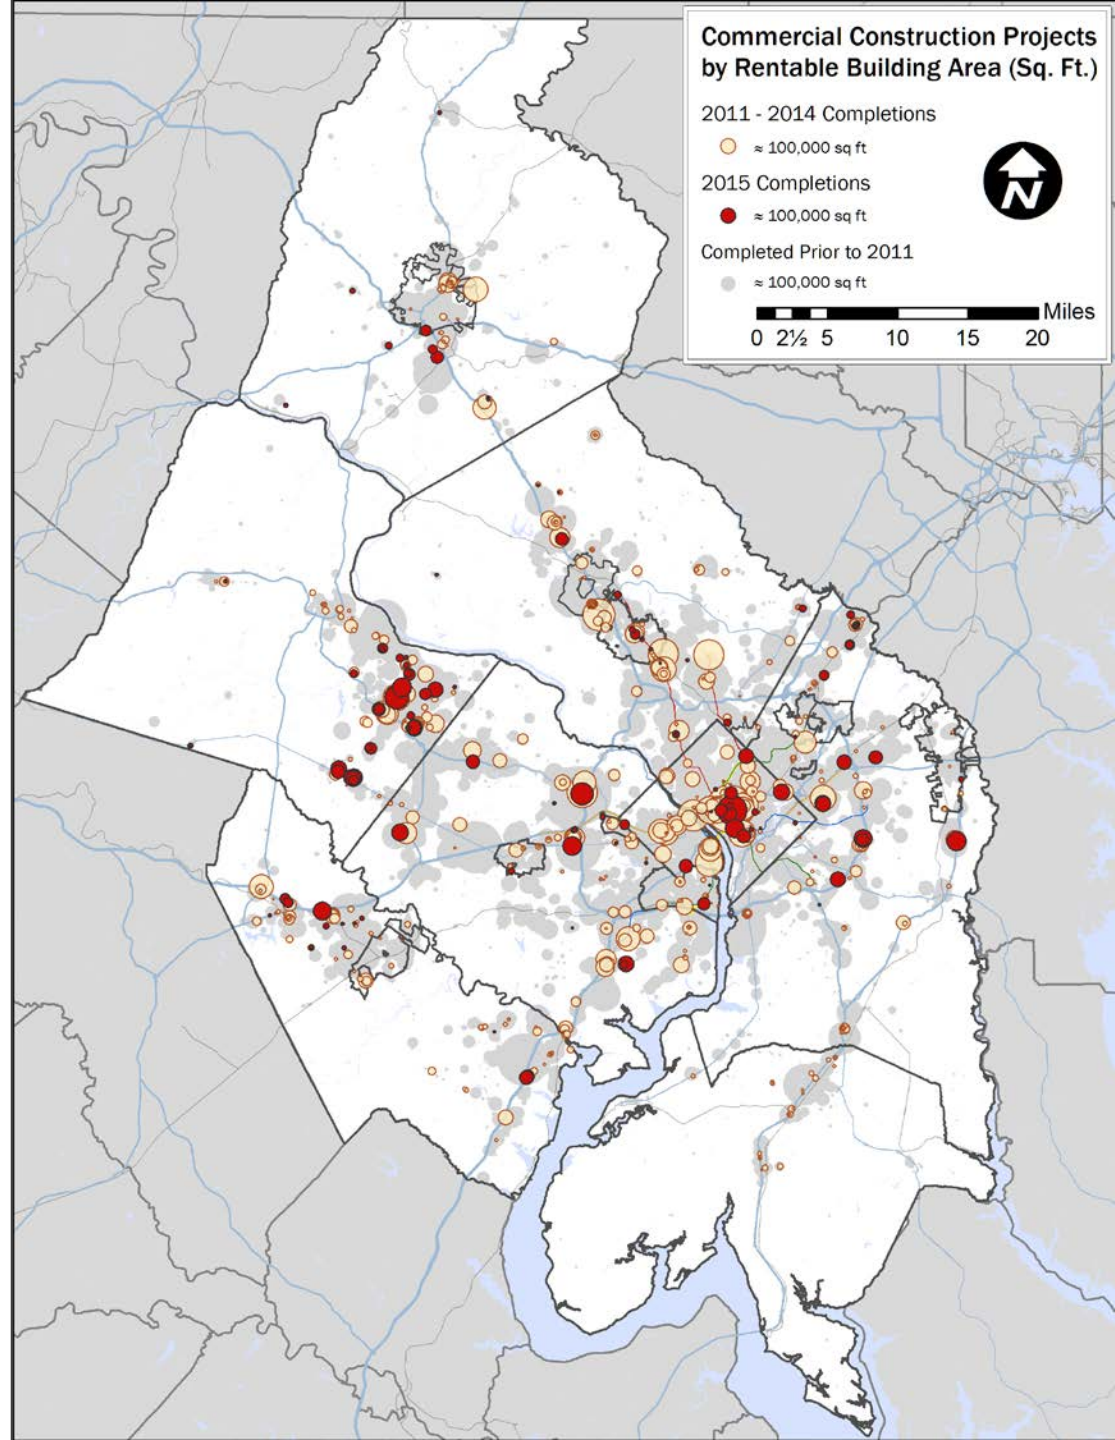 Commercial Construction Projects
by Rentable Building Area (Sq. Ft.)
2011 - 2014 Completions
≈ 100,000 sq ft
2015 Completions
≈ 100,000 sq ft
Completed Prior to 2011
≈ 100,000 sq ft
N
Miles
0 2½ 5 10 15 20